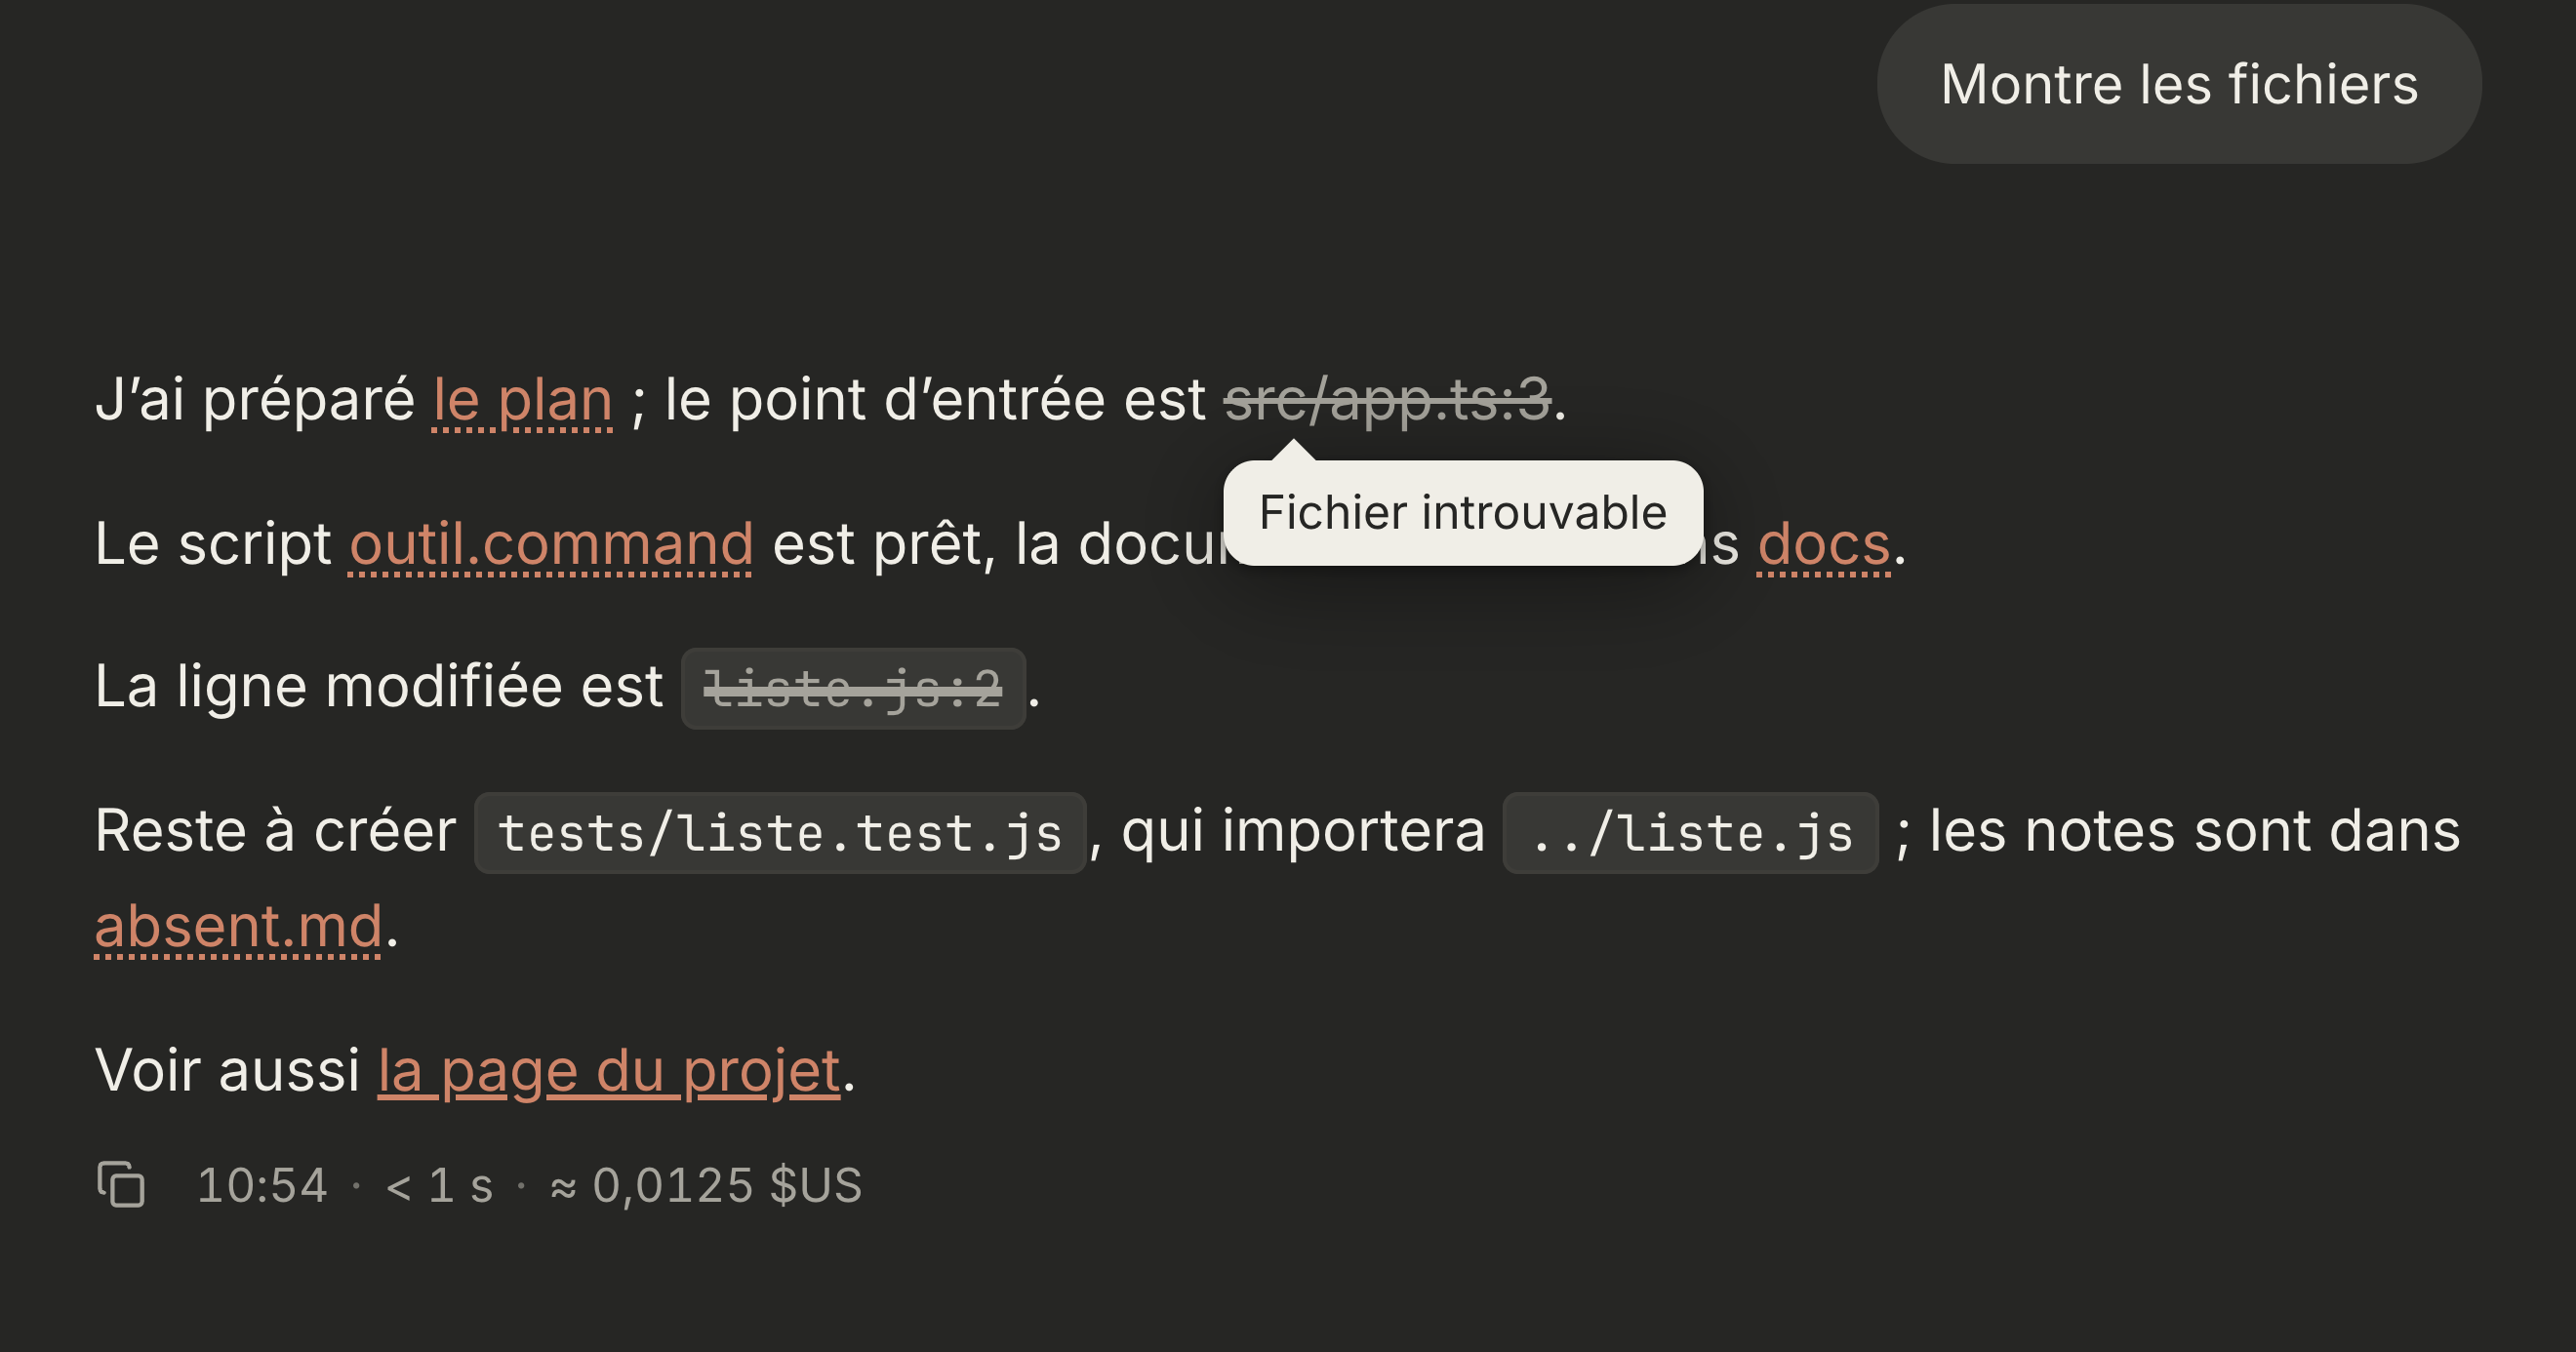 Montre les fichiers
J’ai préparé le plan ; le point d’entrée est src/app.ts:3.
Fichier introuvable
Le script outil.command est prêt, la docs.
La ligne modifiée est liste.js:2.
Reste à créer tests/liste.test.js, qui importera ../liste.js ; les notes sont dans
absent.md.
Voir aussi la page du projet.
10:54 · < 1 s · ≈ 0,0125 $US